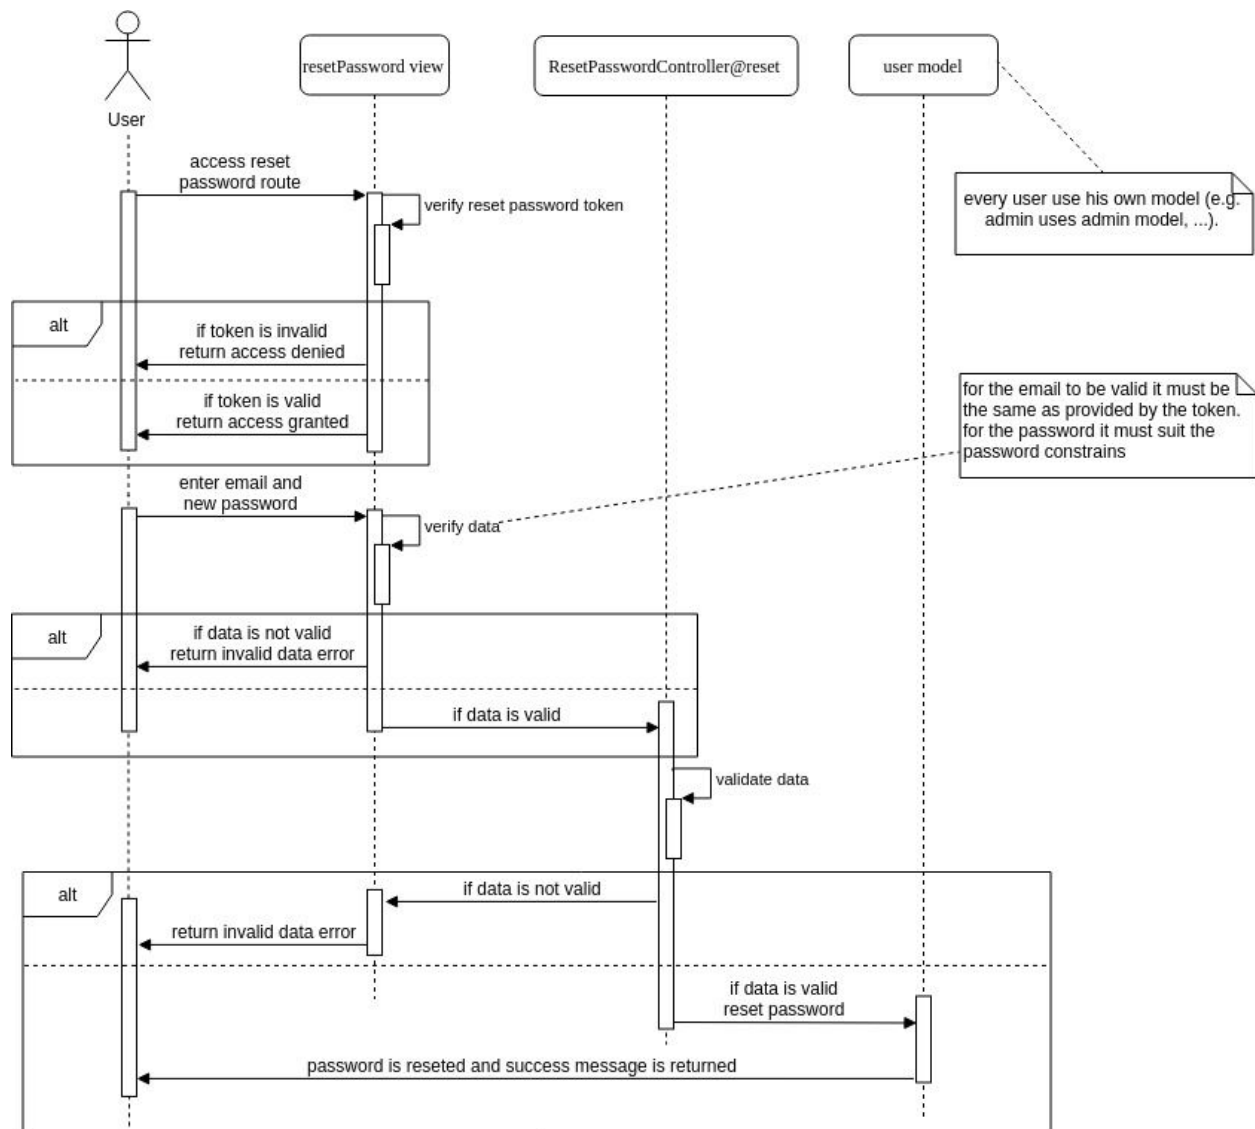 User
resetPassword view
ResetPasswordController@reset
user model
access reset
password route
verify reset password token
every user use his own model (e.g.
admin uses admin model, ...).
alt
if token is invalid
return access denied
if token is valid
return access granted
for the email to be valid it must be
the same as provided by the token.
for the password it must suit the
password constrains
enter email and
new password
verify data
alt
if data is not valid
return invalid data error
if data is valid
validate data
alt
if data is not valid
return invalid data error
if data is valid
reset password
password is reseted and success message is returned